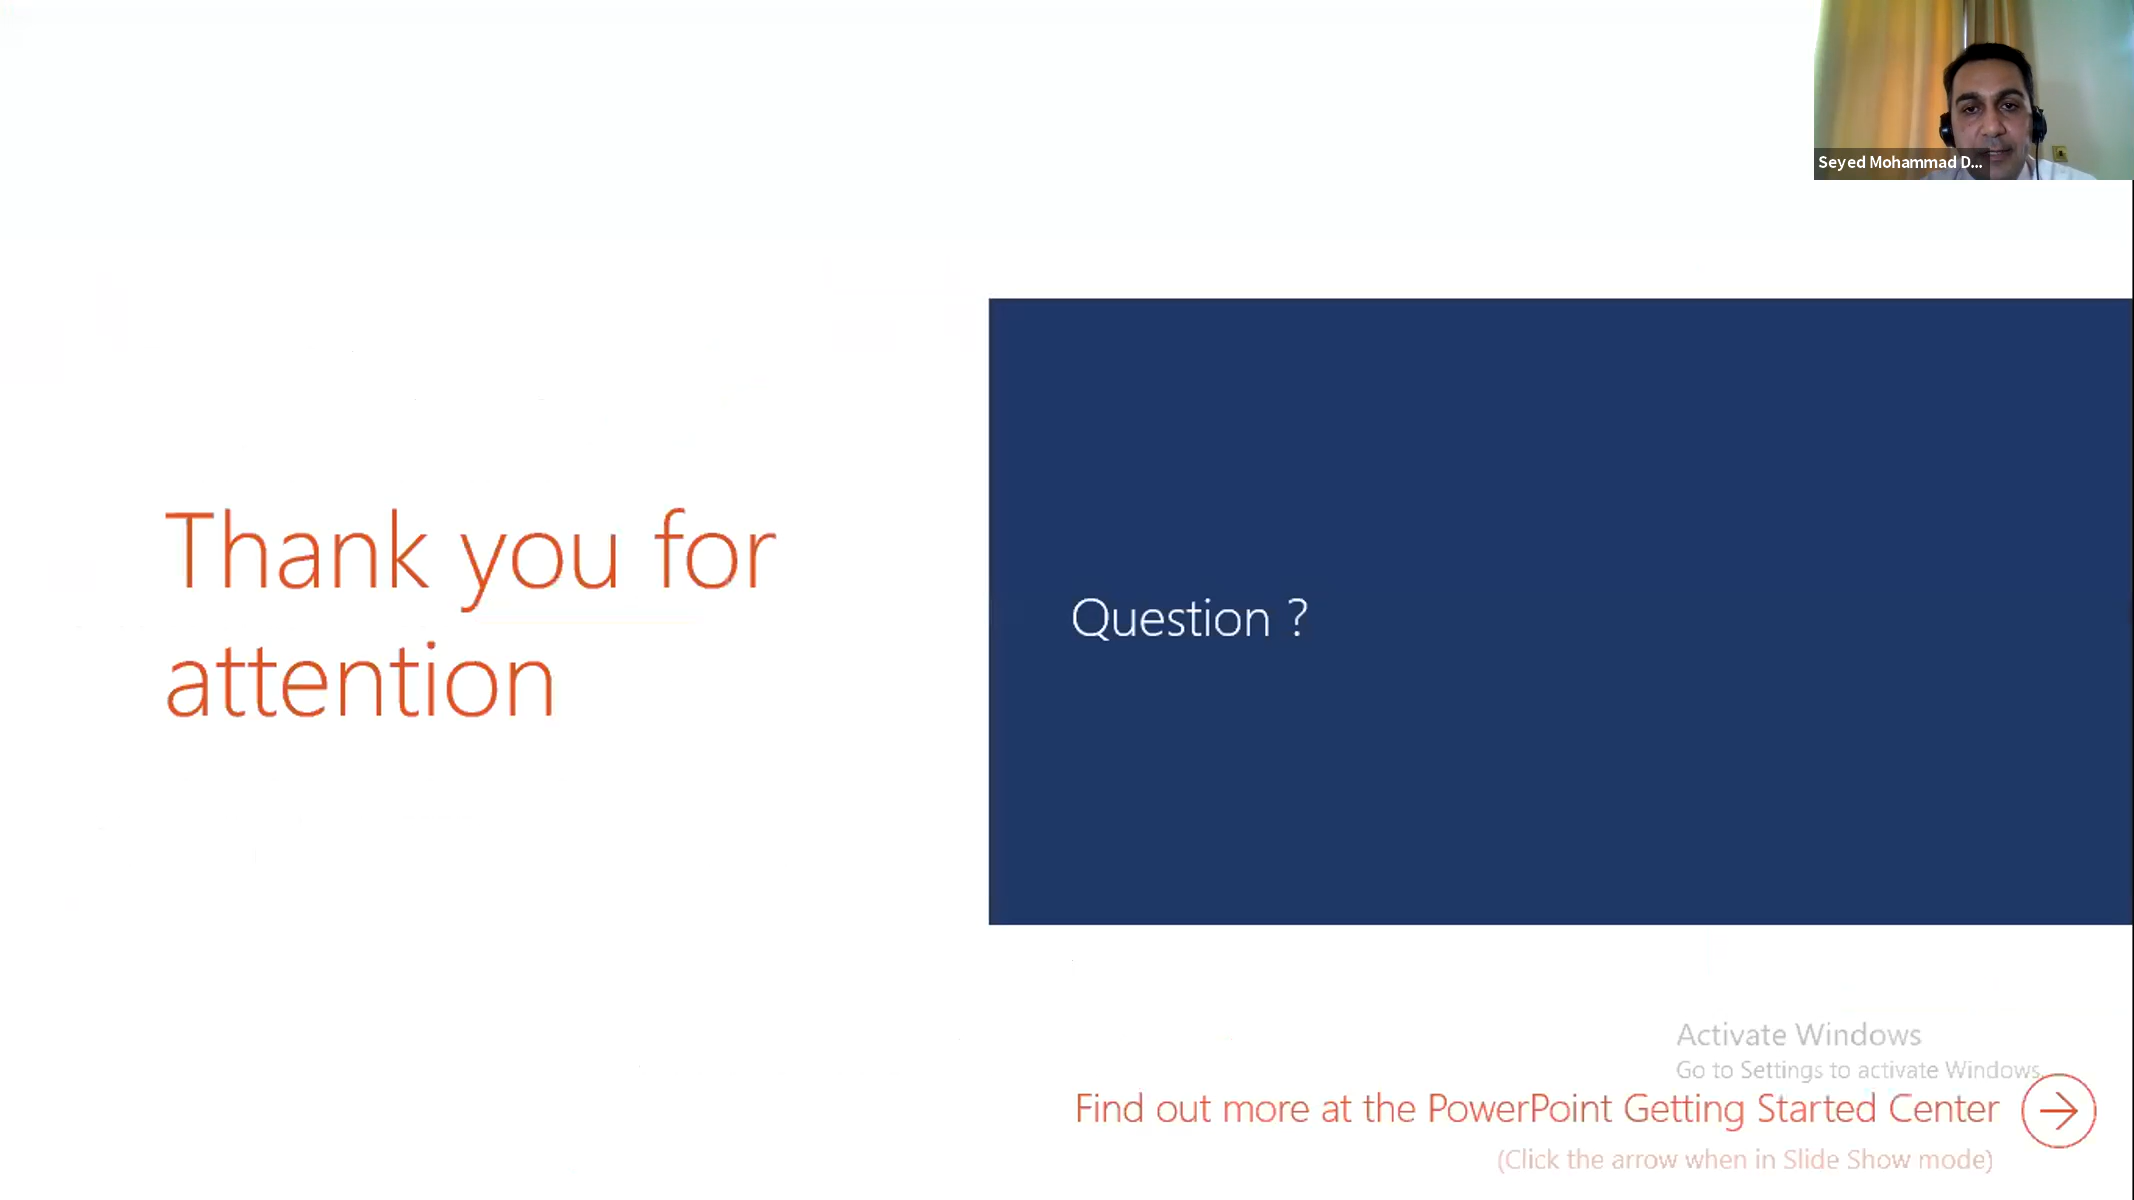 Seyed Mohammad D...
Thank you for
attention
Question ?
Activate Windows
Go to Settings to activate Windows.
Find out more at the PowerPoint Getting Started Center
(Click the arrow when in Slide Show mode)